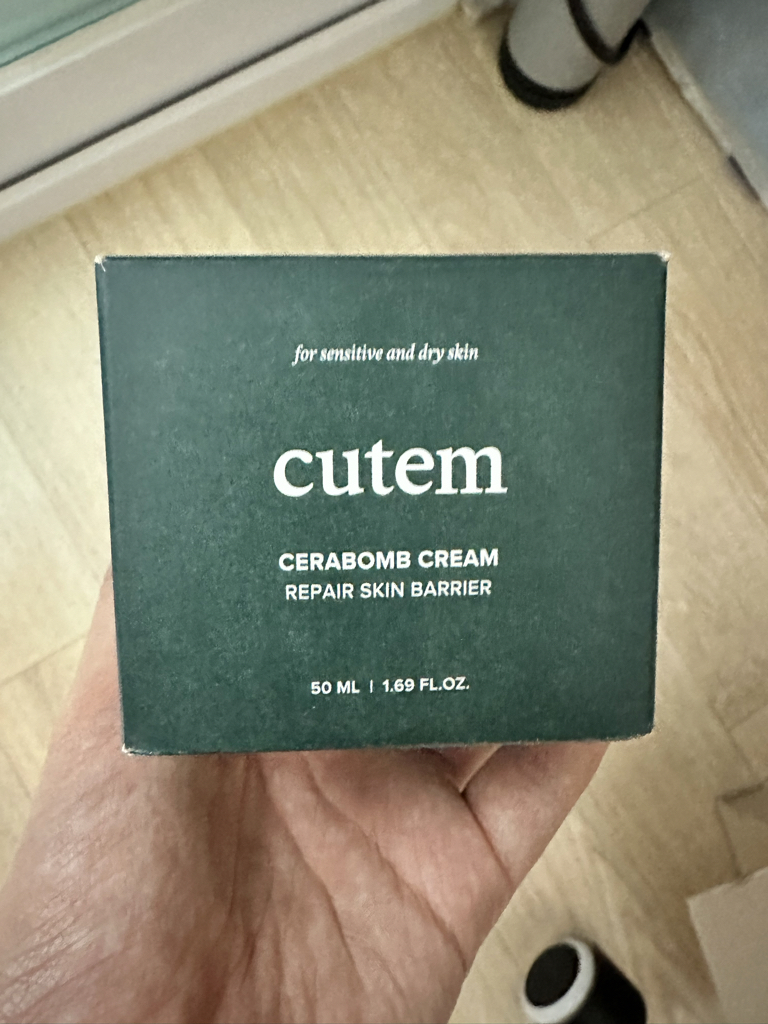 for sensitive and dry skin
cutem
CERABOMB CREAM
REPAIR SKIN BARRIER
50 ML | 1.69 FL.OZ.